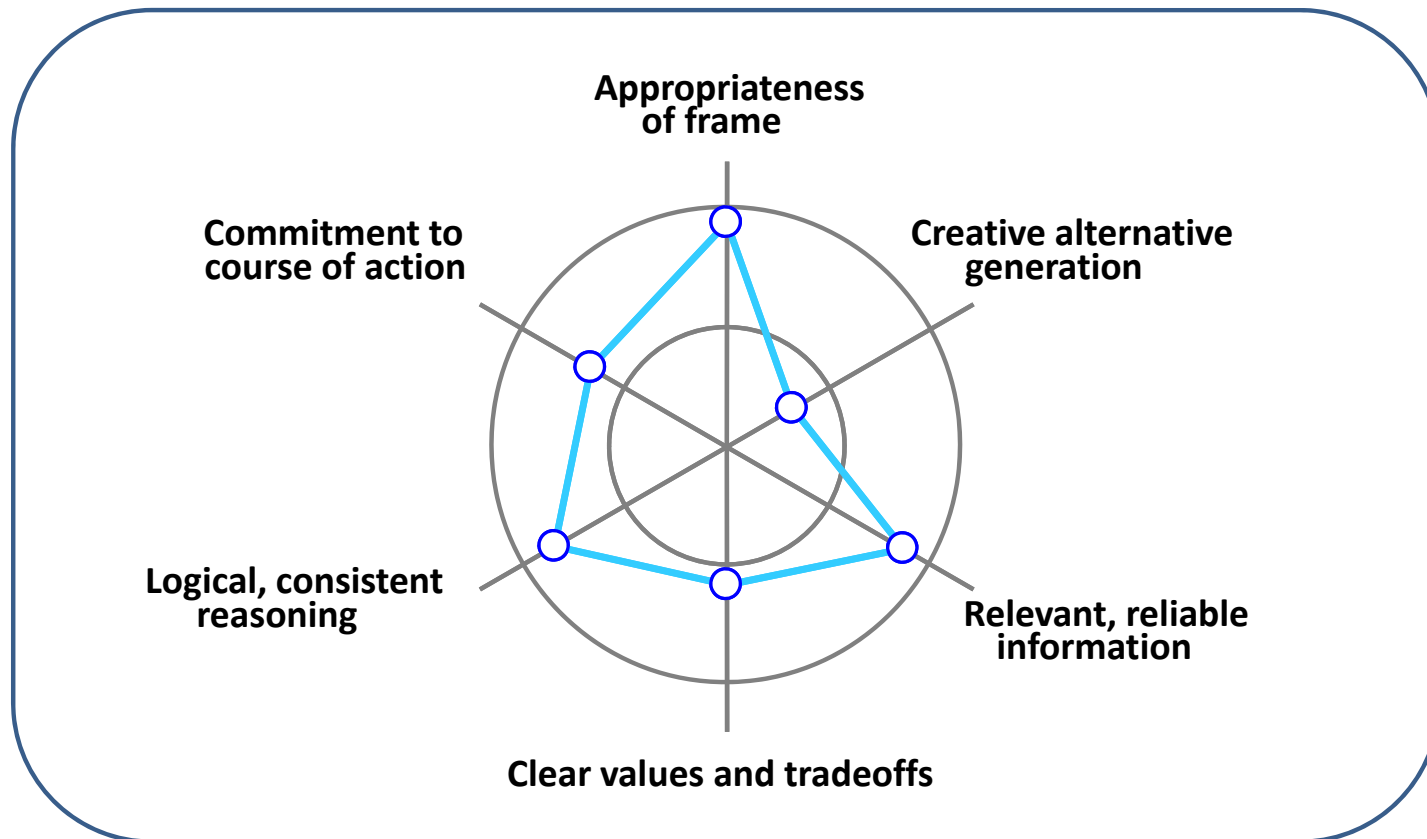 Appropriateness
of frame
Commitment to
course of action
Creative alternative
generation
Logical, consistent
reasoning
Relevant, reliable
information
Clear values and tradeoffs